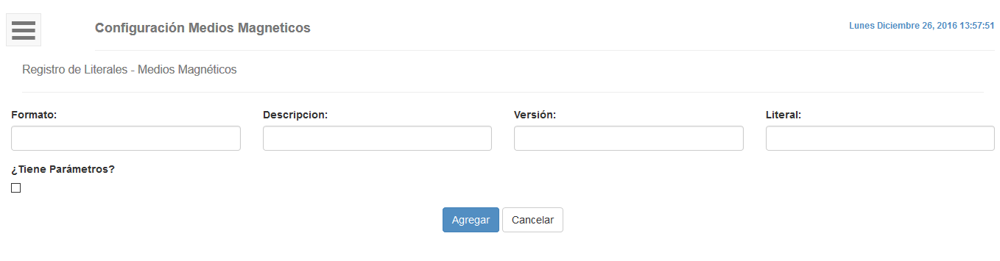 Configuración Medios Magneticos
Lunes Diciembre 26, 2016 13:57:51
Registro de Literales - Medios Magnéticos
Formato:
Descripcion:
Versión:
Literal:
¿Tiene Parámetros?
Agregar
Cancelar